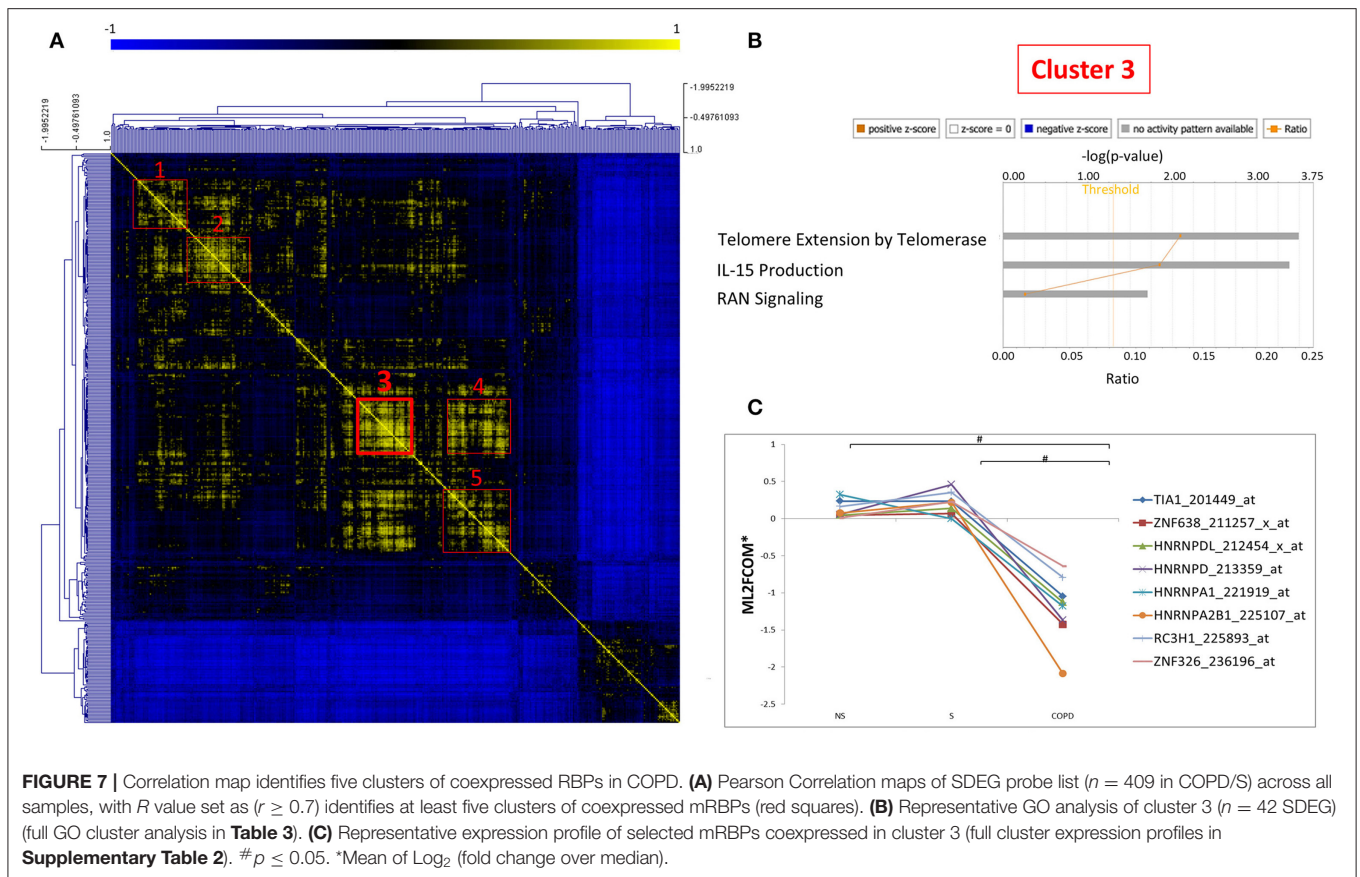 A
-1
1
-1.9952219
-0.49761093
1.0
-1.9952219
-0.49761093
1.0
1
2
3
4
5
B
Cluster 3
positive z-score
z-score = 0
negative z-score
no activity pattern available
Ratio
-log(p-value)
0.00 1.00 2.00 3.00 3.75
Threshold
Telomere Extension by Telomerase
IL-15 Production
RAN Signaling
0.00 0.05 0.10 0.15 0.20 0.25
Ratio
C
ML2FCOM*
1
0.5
0
-0.5
-1
-1.5
-2
-2.5
#
#
NS S COPD
TIA1_201449_at
ZNF638_211257_x_at
HNRNPDL_212454_x_at
HNRNPD_213359_at
HNRNPA1_221919_at
HNRNPA2B1_225107_at
RC3H1_225893_at
ZNF326_236196_at
FIGURE 7 | Correlation map identifies five clusters of coexpressed RBPs in COPD. (A) Pearson Correlation maps of SDEG probe list (n = 409 in COPD/S) across all
samples, with R value set as (r ≥ 0.7) identifies at least five clusters of coexpressed mRBPs (red squares). (B) Representative GO analysis of cluster 3 (n = 42 SDEG)
(full GO cluster analysis in Table 3). (C) Representative expression profile of selected mRBPs coexpressed in cluster 3 (full cluster expression profiles in
Supplementary Table 2). #p ≤ 0.05. *Mean of Log₂ (fold change over median).